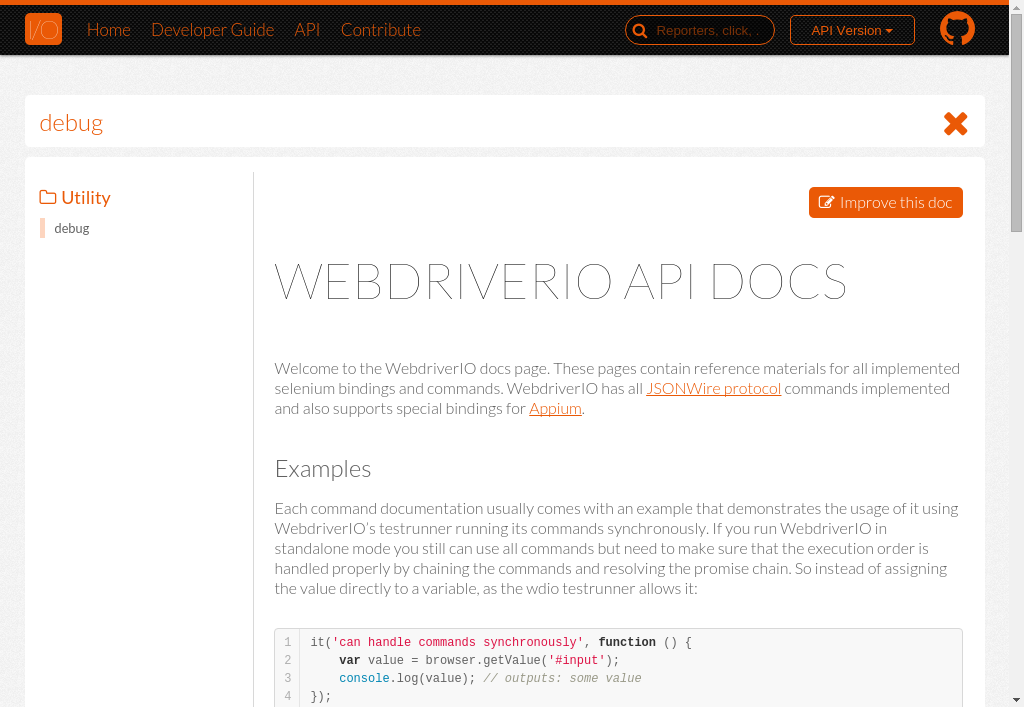 I/O Home Developer Guide API Contribute Reporters, click, . API Version
debug
Utility
debug
Improve this doc
WEBDRIVERIO API DOCS
Welcome to the WebdriverIO docs page. These pages contain reference materials for all implemented
selenium bindings and commands. WebdriverIO has all JSONWire protocol commands implemented
and also supports special bindings for Appium.
Examples
Each command documentation usually comes with an example that demonstrates the usage of it using
WebdriverIO’s testrunner running its commands synchronously. If you run WebdriverIO in
standalone mode you still can use all commands but need to make sure that the execution order is
handled properly by chaining the commands and resolving the promise chain. So instead of assigning
the value directly to a variable, as the wdio testrunner allows it:
1 it('can handle commands synchronously', function () {
2     var value = browser.getValue('#input');
3     console.log(value); // outputs: some value
4 });